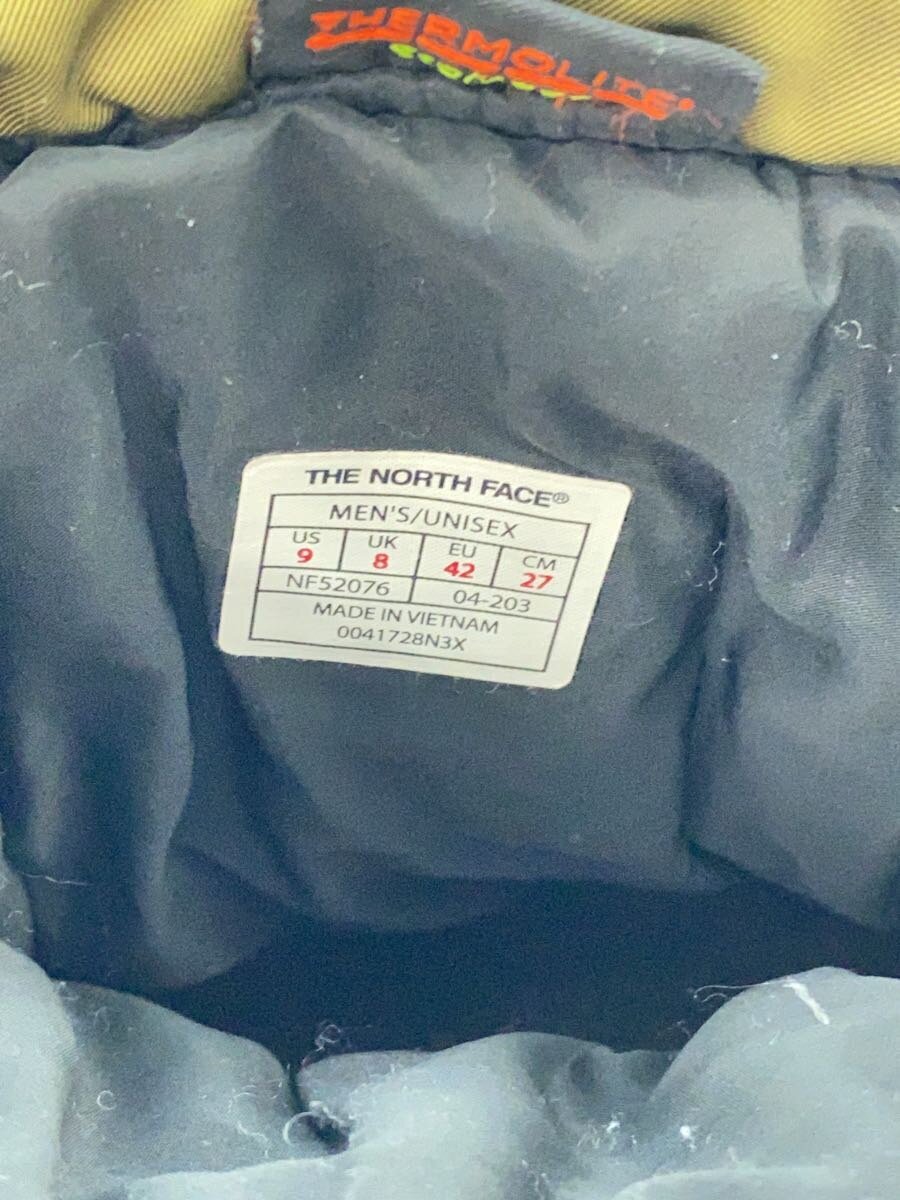 THERMOLITE
THE NORTH FACE®
MEN'S/UNISEX
US UK EU CM
9 8 42 27
NF52076 04-203
MADE IN VIETNAM
0041728N3X